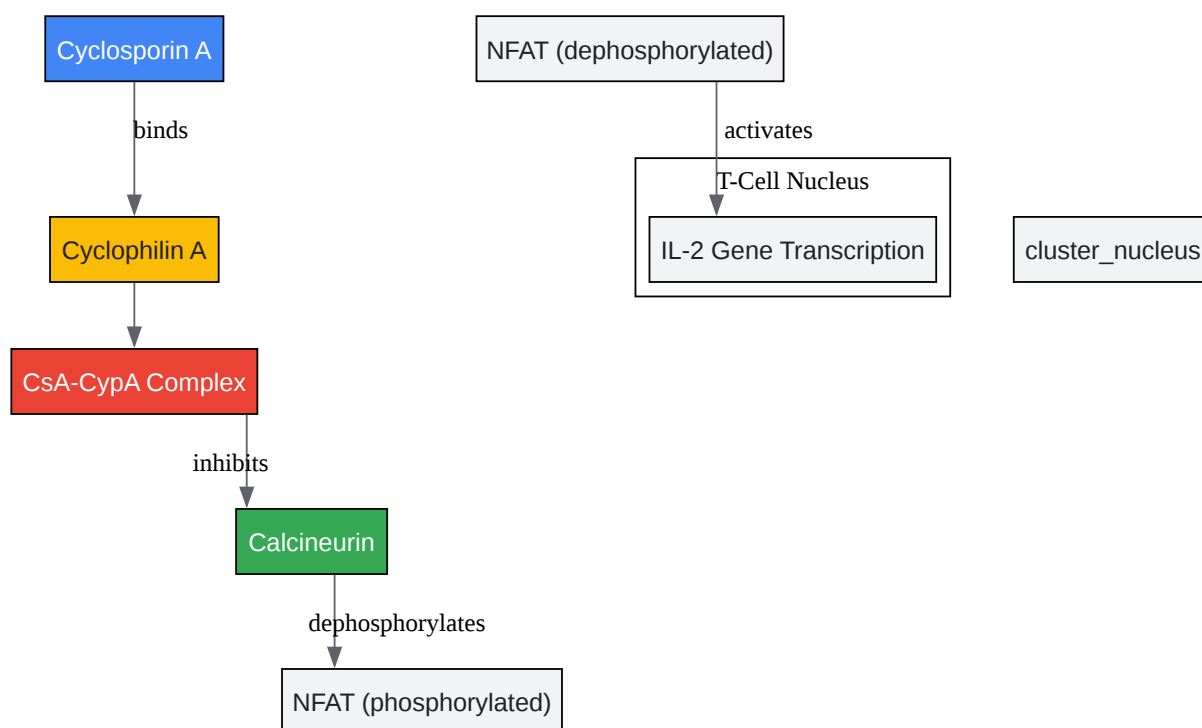 Cyclosporin A
NFAT (dephosphorylated)
binds
activates
T-Cell Nucleus
Cyclophilin A
IL-2 Gene Transcription
cluster_nucleus
CsA-CypA Complex
inhibits
Calcineurin
dephosphorylates
NFAT (phosphorylated)